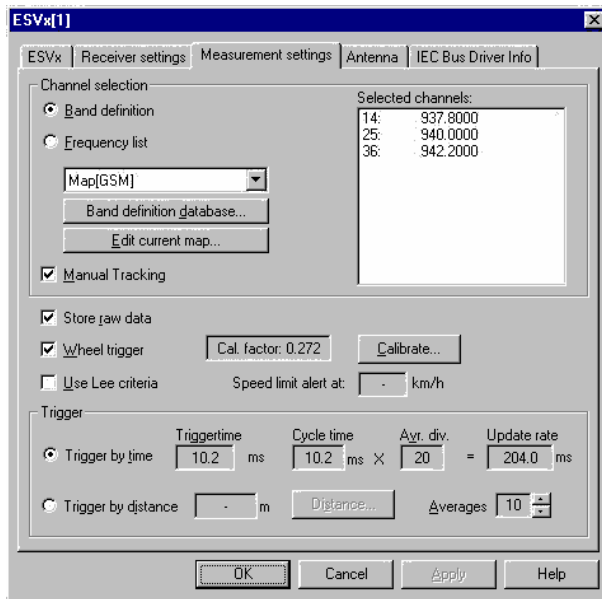 ESVx[1]
ESVx Receiver settings Measurement settings Antenna IEC Bus Driver Info
Channel selection
Band definition
Frequency list
Map[GSM]
Band definition database...
Edit current map...
Manual Tracking
Selected channels:
14: 937.8000
25: 940.0000
36: 942.2000
Store raw data
Wheel trigger Cal. factor: 0.272 Calibrate...
Use Lee criteria Speed limit alert at: - km/h
Trigger
Triggertime Cycle time Avr. div. Update rate
Trigger by time 10.2 ms 10.2 ms X 20 = 204.0 ms
Trigger by distance - m Distance... Averages 10
OK Cancel Apply Help